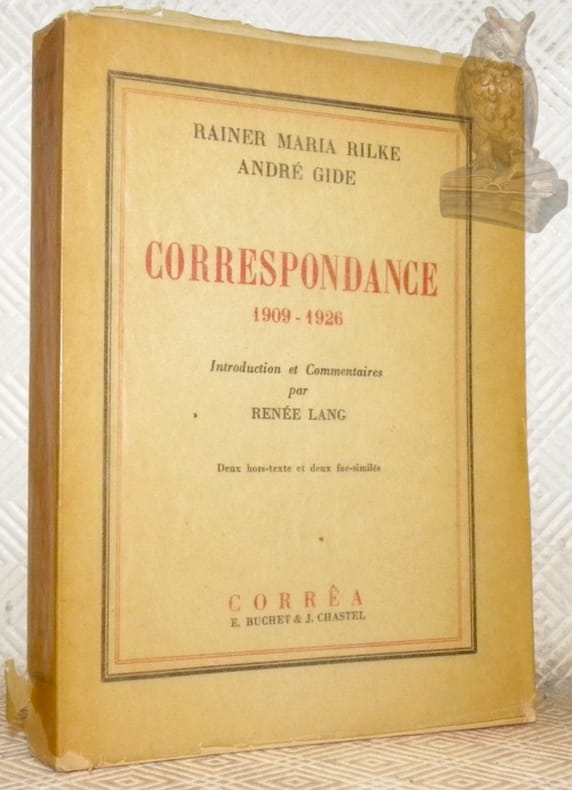 RAINER MARIA RILKE
ANDRÉ GIDE
CORRESPONDANCE
1909 - 1926
Introduction et Commentaires
par
RENÉE LANG
Deux hors-texte et deux fac-similés
CORRÊA
E. BUCHET & J. CHASTEL